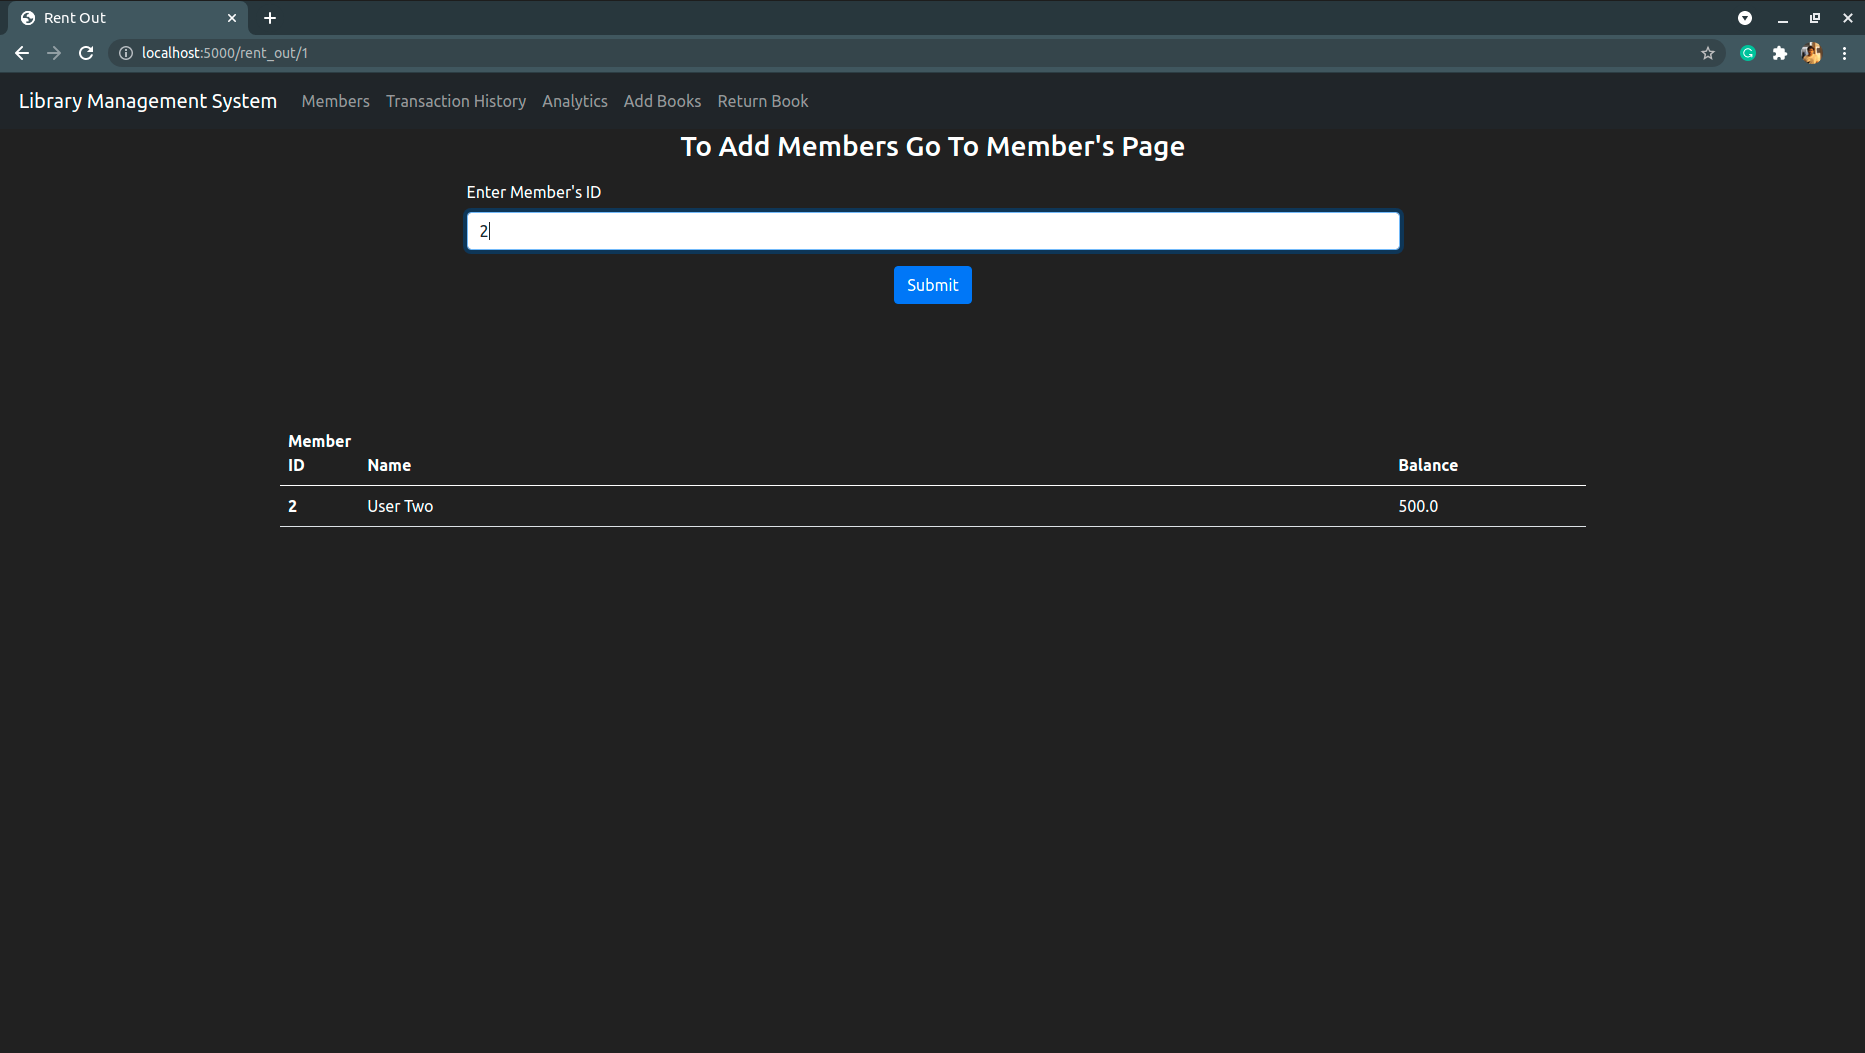 Rent Out
localhost:5000/rent_out/1
Library Management System Members Transaction History Analytics Add Books Return Book
To Add Members Go To Member's Page
Enter Member's ID
2
Submit
Member
ID Name Balance
2 User Two 500.0